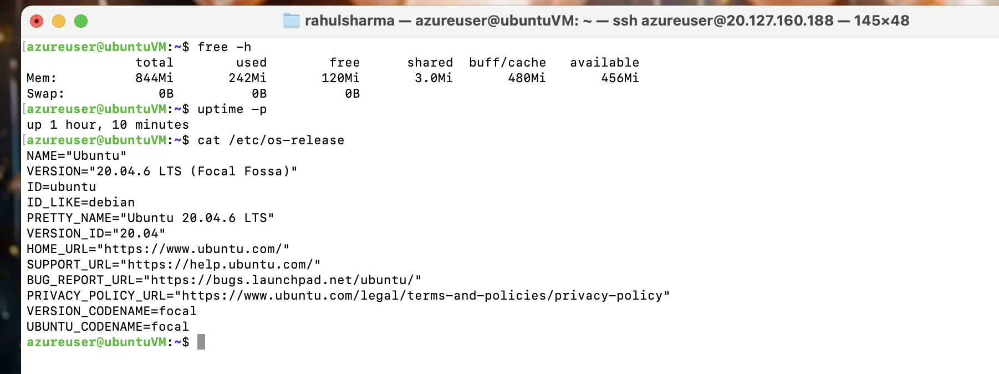 rahulsharma — azureuser@ubuntuVM: ~ — ssh azureuser@20.127.160.188 — 145×48
[azureuser@ubuntuVM:~$ free -h
total used free shared buff/cache available
Mem: 844Mi 242Mi 120Mi 3.0Mi 480Mi 456Mi
Swap: 0B 0B 0B
[azureuser@ubuntuVM:~$ uptime -p
up 1 hour, 10 minutes
[azureuser@ubuntuVM:~$ cat /etc/os-release
NAME="Ubuntu"
VERSION="20.04.6 LTS (Focal Fossa)"
ID=ubuntu
ID_LIKE=debian
PRETTY_NAME="Ubuntu 20.04.6 LTS"
VERSION_ID="20.04"
HOME_URL="https://www.ubuntu.com/"
SUPPORT_URL="https://help.ubuntu.com/"
BUG_REPORT_URL="https://bugs.launchpad.net/ubuntu/"
PRIVACY_POLICY_URL="https://www.ubuntu.com/legal/terms-and-policies/privacy-policy"
VERSION_CODENAME=focal
UBUNTU_CODENAME=focal
azureuser@ubuntuVM:~$